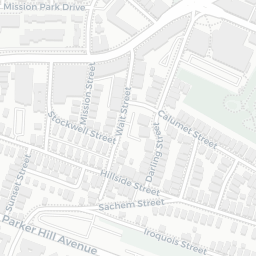 Mission Park Drive
Mission Street
Wait Street
Calumet Street
Stockwell Street
Darling Street
Sunset Street
Hillside Street
Sachem Street
Parker Hill Avenue
Iroquois Street